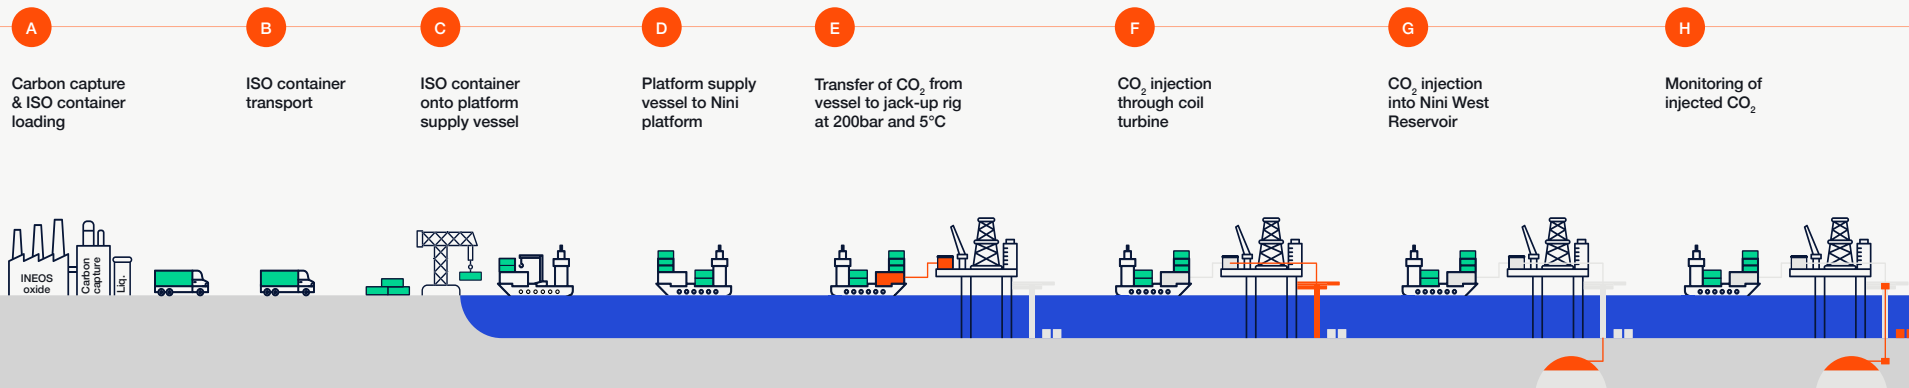 A
B
C
D
E
F
G
H
Carbon capture
& ISO container
loading
ISO container
transport
ISO container
onto platform
supply vessel
Platform supply
vessel to Nini
platform
Transfer of CO₂ from
vessel to jack-up rig
at 200bar and 5°C
CO₂ injection
through coil
turbine
CO₂ injection
into Nini West
Reservoir
Monitoring of
injected CO₂
INEOS
oxide
Carbon
capture
Liq.